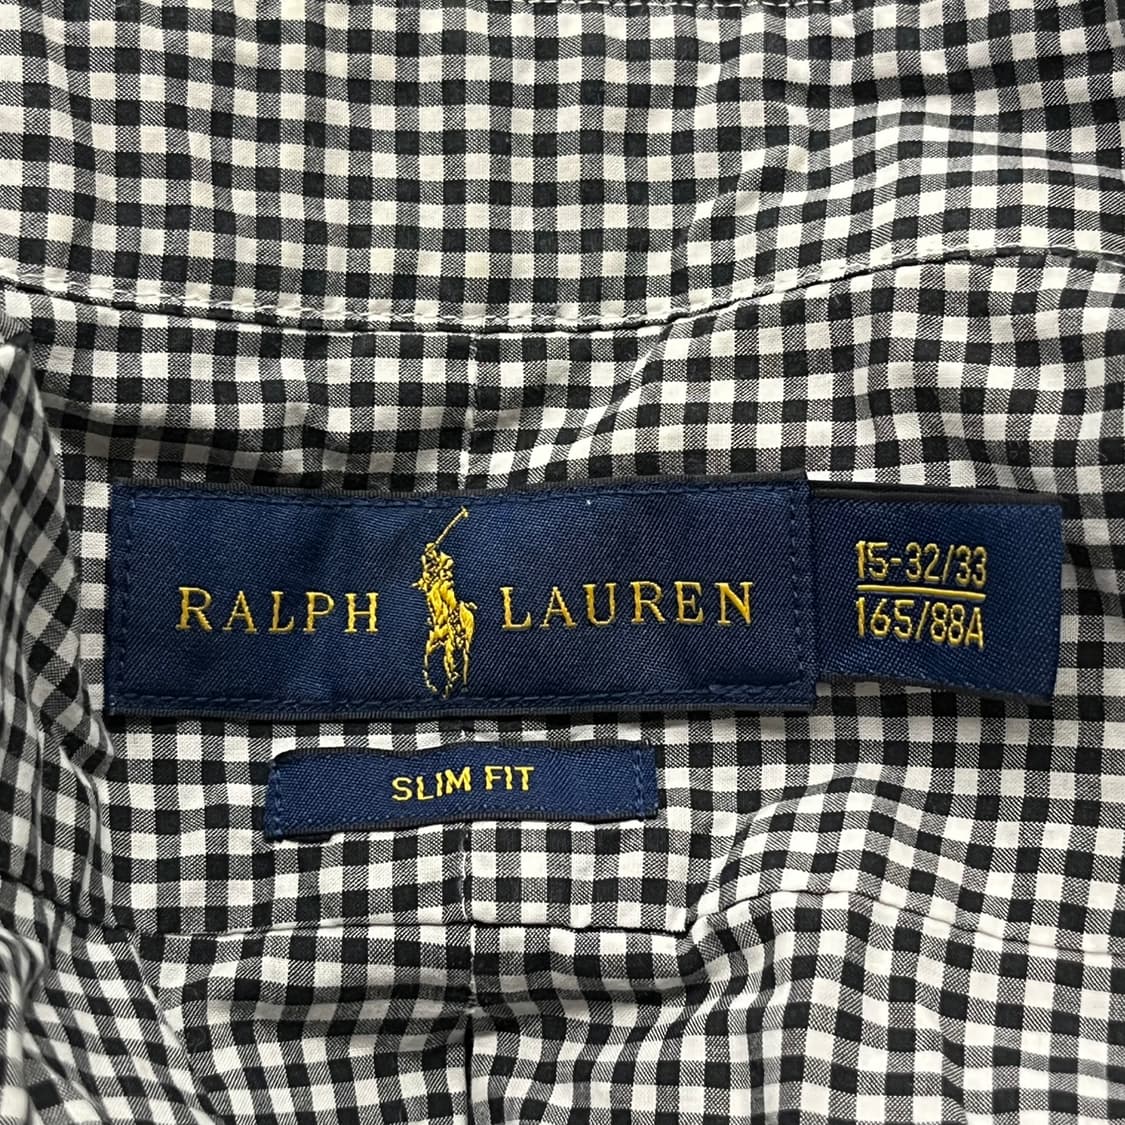 RALPH LAUREN
15-32/33
165/88A
SLIM FIT